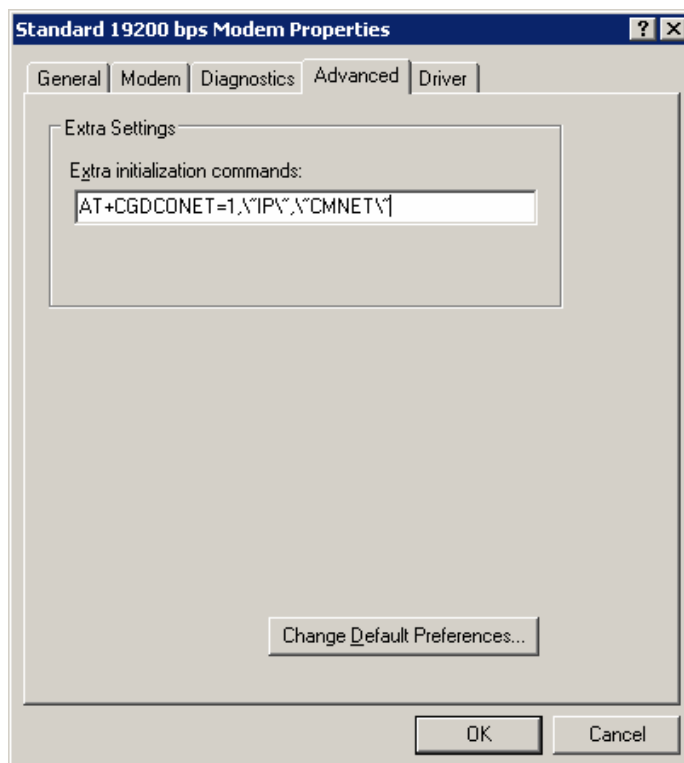 Standard 19200 bps Modem Properties
General Modem Diagnostics Advanced Driver
Extra Settings
Extra initialization commands:
AT+CGDCONET=1,\"IP\",\"CMNET\"
Change Default Preferences...
OK Cancel